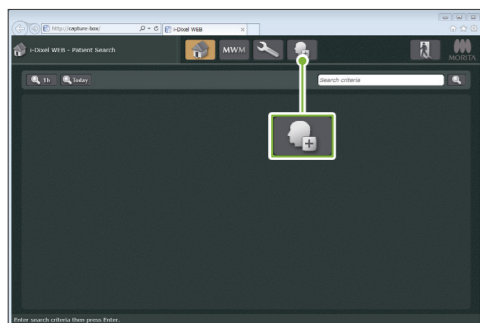 http://capture-box/
i-Dixel WEB
i-Dixel WEB - Patient Search
MWM
MORITA
1h
Today
Search criteria
Enter search criteria then press Enter.